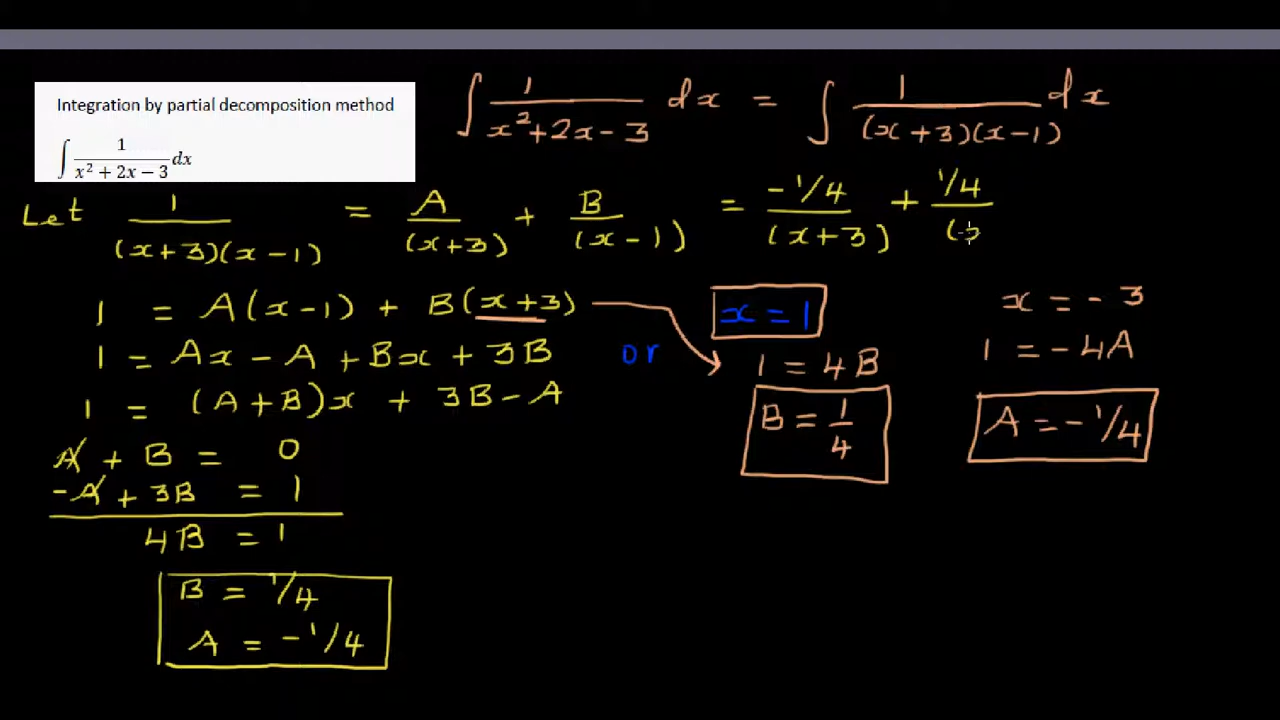 Integration by partial decomposition method
∫ 1/(x² + 2x − 3) dx
∫ 1/(x² + 2x − 3) dx = ∫ 1/((x+3)(x−1)) dx
Let 1/((x+3)(x−1)) = A/(x+3) + B/(x−1) = −1/4/(x+3) + 1/4/(
1 = A(x−1) + B(x+3)
1 = Ax − A + Bx + 3B
1 = (A+B)x + 3B − A
A + B = 0
−A + 3B = 1
4B = 1
B = 1/4
A = −1/4
or
x = 1
1 = 4B
B = 1/4
x = −3
1 = −4A
A = −1/4